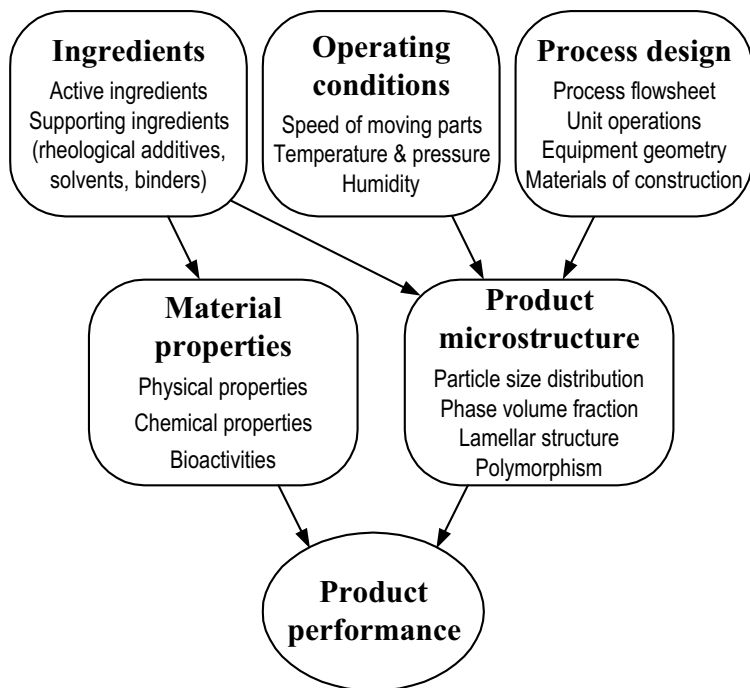 Ingredients
Active ingredients
Supporting ingredients
(rheological additives,
solvents, binders)
Operating
conditions
Speed of moving parts
Temperature & pressure
Humidity
Process design
Process flowsheet
Unit operations
Equipment geometry
Materials of construction
Material
properties
Physical properties
Chemical properties
Bioactivities
Product
microstructure
Particle size distribution
Phase volume fraction
Lamellar structure
Polymorphism
Product
performance